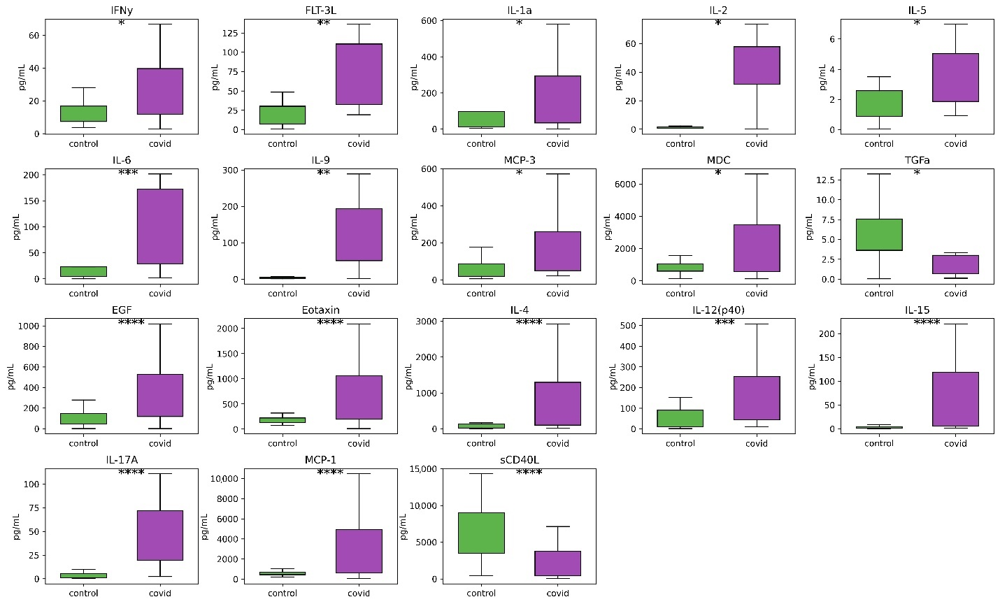 IFNy
*
60
40
20
0
pg/mL
control covid
FLT-3L
**
125
100
75
50
25
0
pg/mL
control covid
IL-1a
*
600
400
200
0
pg/mL
control covid
IL-2
*
60
40
20
0
pg/mL
control covid
IL-5
*
6
4
2
0
pg/mL
control covid
IL-6
***
200
150
100
50
0
pg/mL
control covid
IL-9
**
300
200
100
0
pg/mL
control covid
MCP-3
*
600
400
200
0
pg/mL
control covid
MDC
*
6000
4000
2000
0
pg/mL
control covid
TGFa
*
12.5
10.0
7.5
5.0
2.5
0.0
pg/mL
control covid
EGF
****
1000
800
600
400
200
0
pg/mL
control covid
Eotaxin
****
2000
1500
1000
500
0
pg/mL
control covid
IL-4
****
3000
2000
1000
0
pg/mL
control covid
IL-12(p40)
***
500
400
300
200
100
0
pg/mL
control covid
IL-15
****
200
150
100
50
0
pg/mL
control covid
IL-17A
****
100
75
50
25
0
pg/mL
control covid
MCP-1
****
10,000
8000
6000
4000
2000
0
pg/mL
control covid
sCD40L
****
15,000
10,000
5000
0
pg/mL
control covid